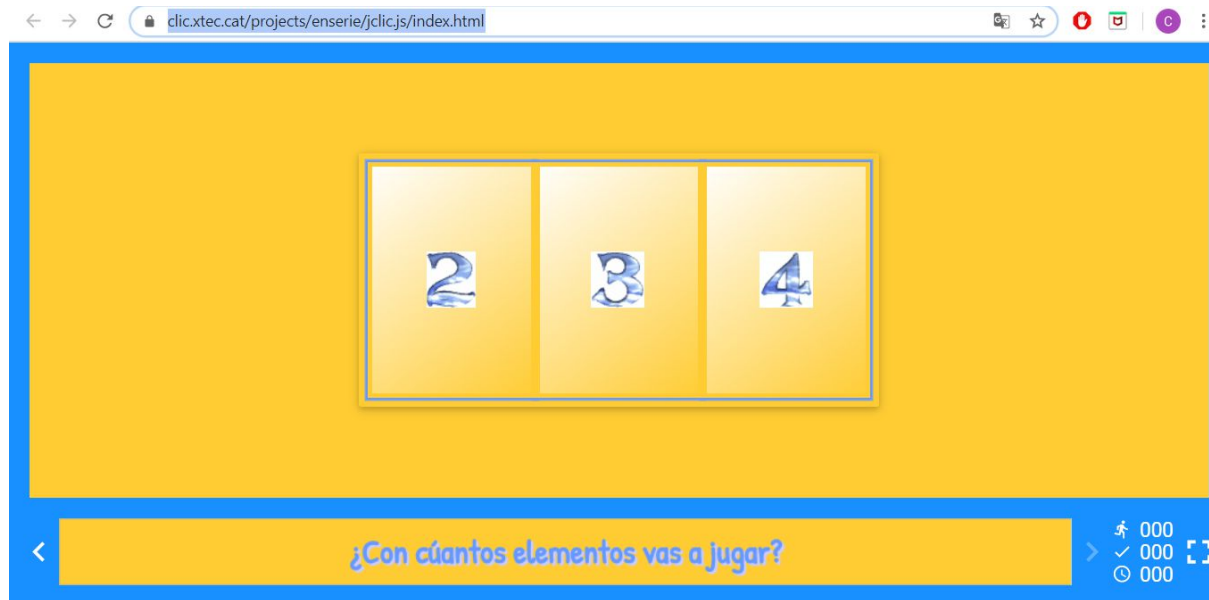 clic.xtec.cat/projects/enserie/jclic.js/index.html
C
2 3 4
¿Con cúantos elementos vas a jugar?
000
000
000